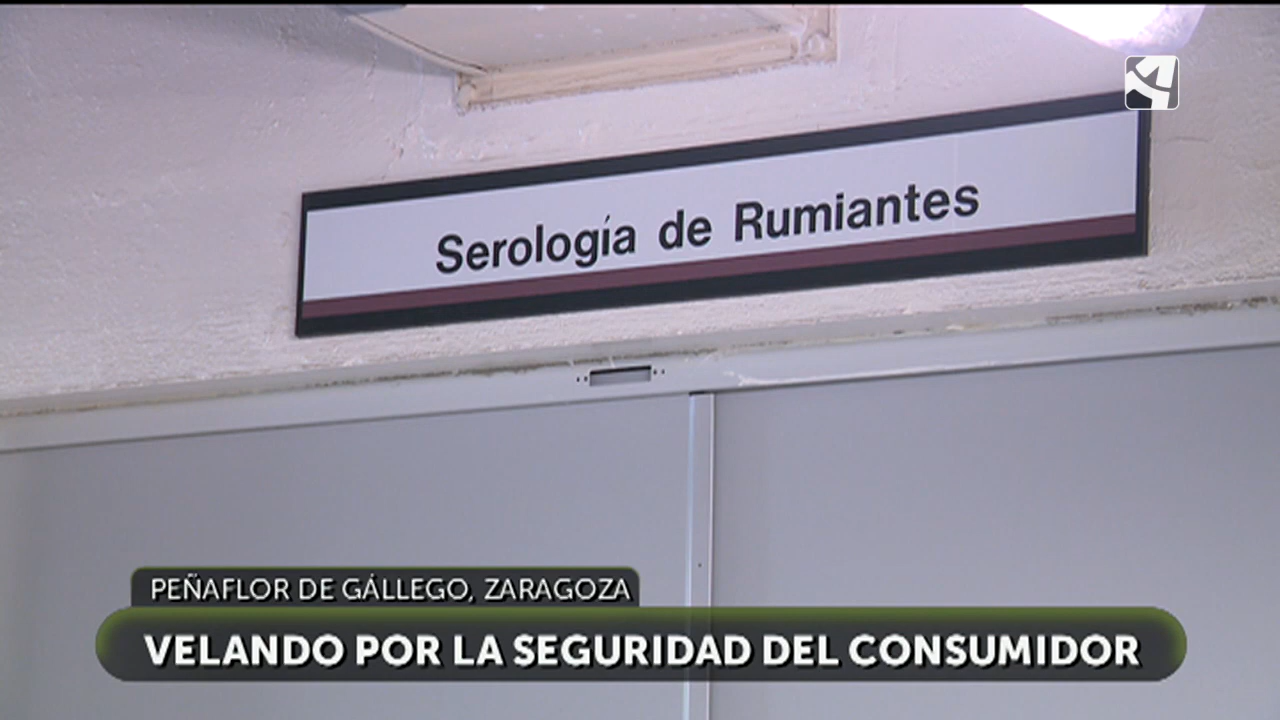 Serología de Rumiantes
PEÑAFLOR DE GÁLLEGO, ZARAGOZA
VELANDO POR LA SEGURIDAD DEL CONSUMIDOR